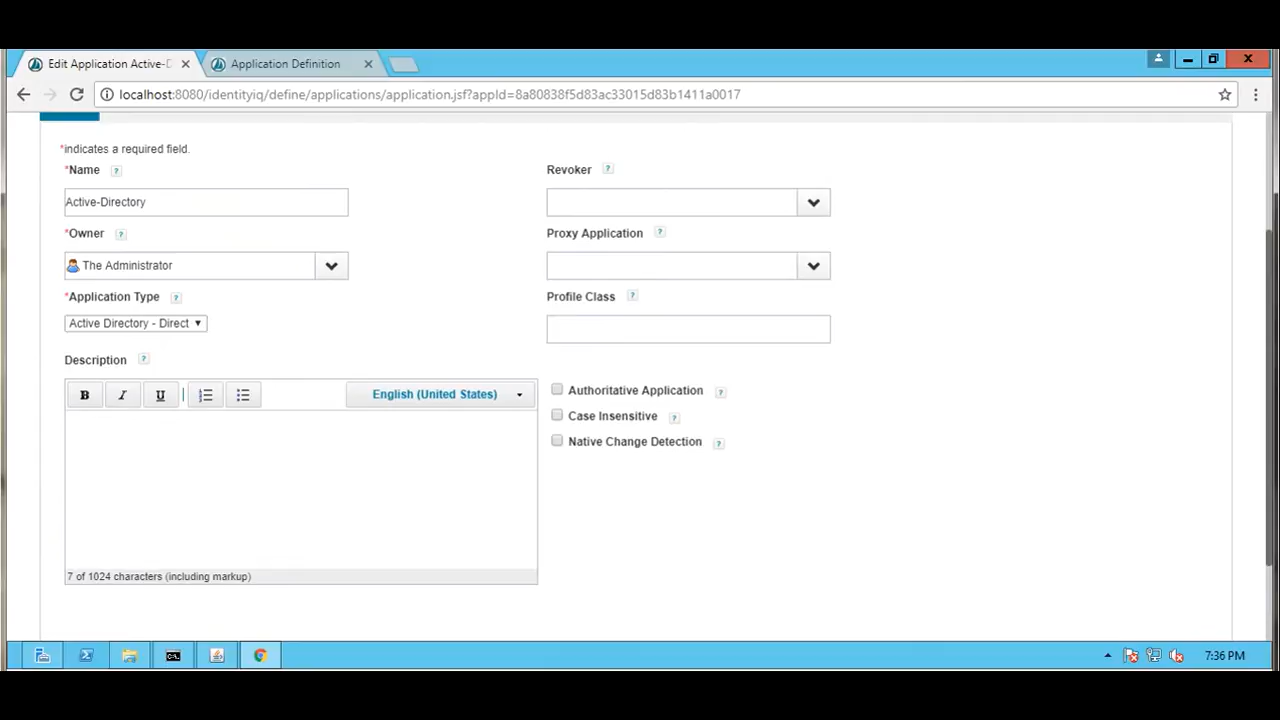 Edit Application Active-D
Application Definition
localhost:8080/identityiq/define/applications/application.jsf?appId=8a80838f5d83ac33015d83b1411a0017
*indicates a required field.
*Name ?
Active-Directory
*Owner ?
The Administrator
*Application Type ?
Active Directory - Direct
Description ?
B I U English (United States)
7 of 1024 characters (including markup)
Revoker ?
Proxy Application ?
Profile Class ?
Authoritative Application ?
Case Insensitive ?
Native Change Detection ?
7:36 PM